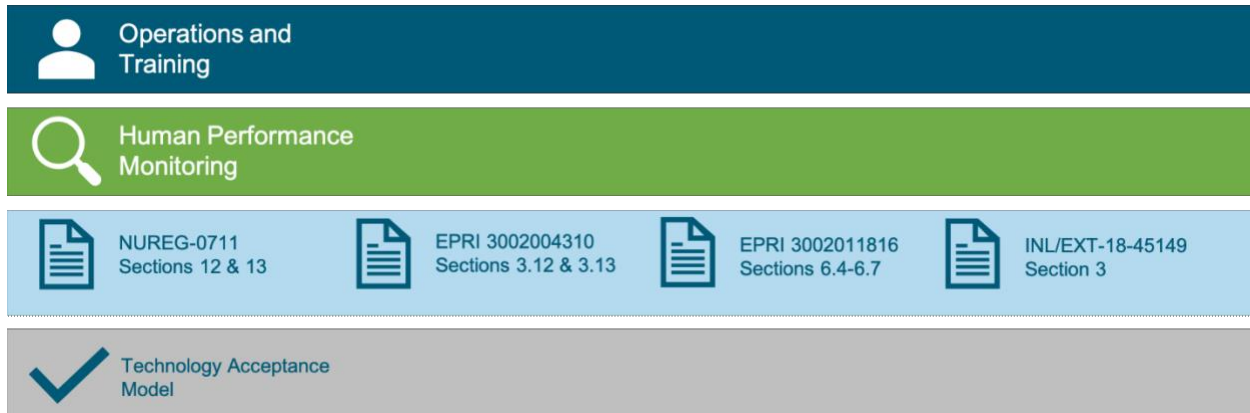 Operations and
Training
Human Performance
Monitoring
NUREG-0711
Sections 12 & 13
EPRI 3002004310
Sections 3.12 & 3.13
EPRI 3002011816
Sections 6.4-6.7
INL/EXT-18-45149
Section 3
Technology Acceptance
Model